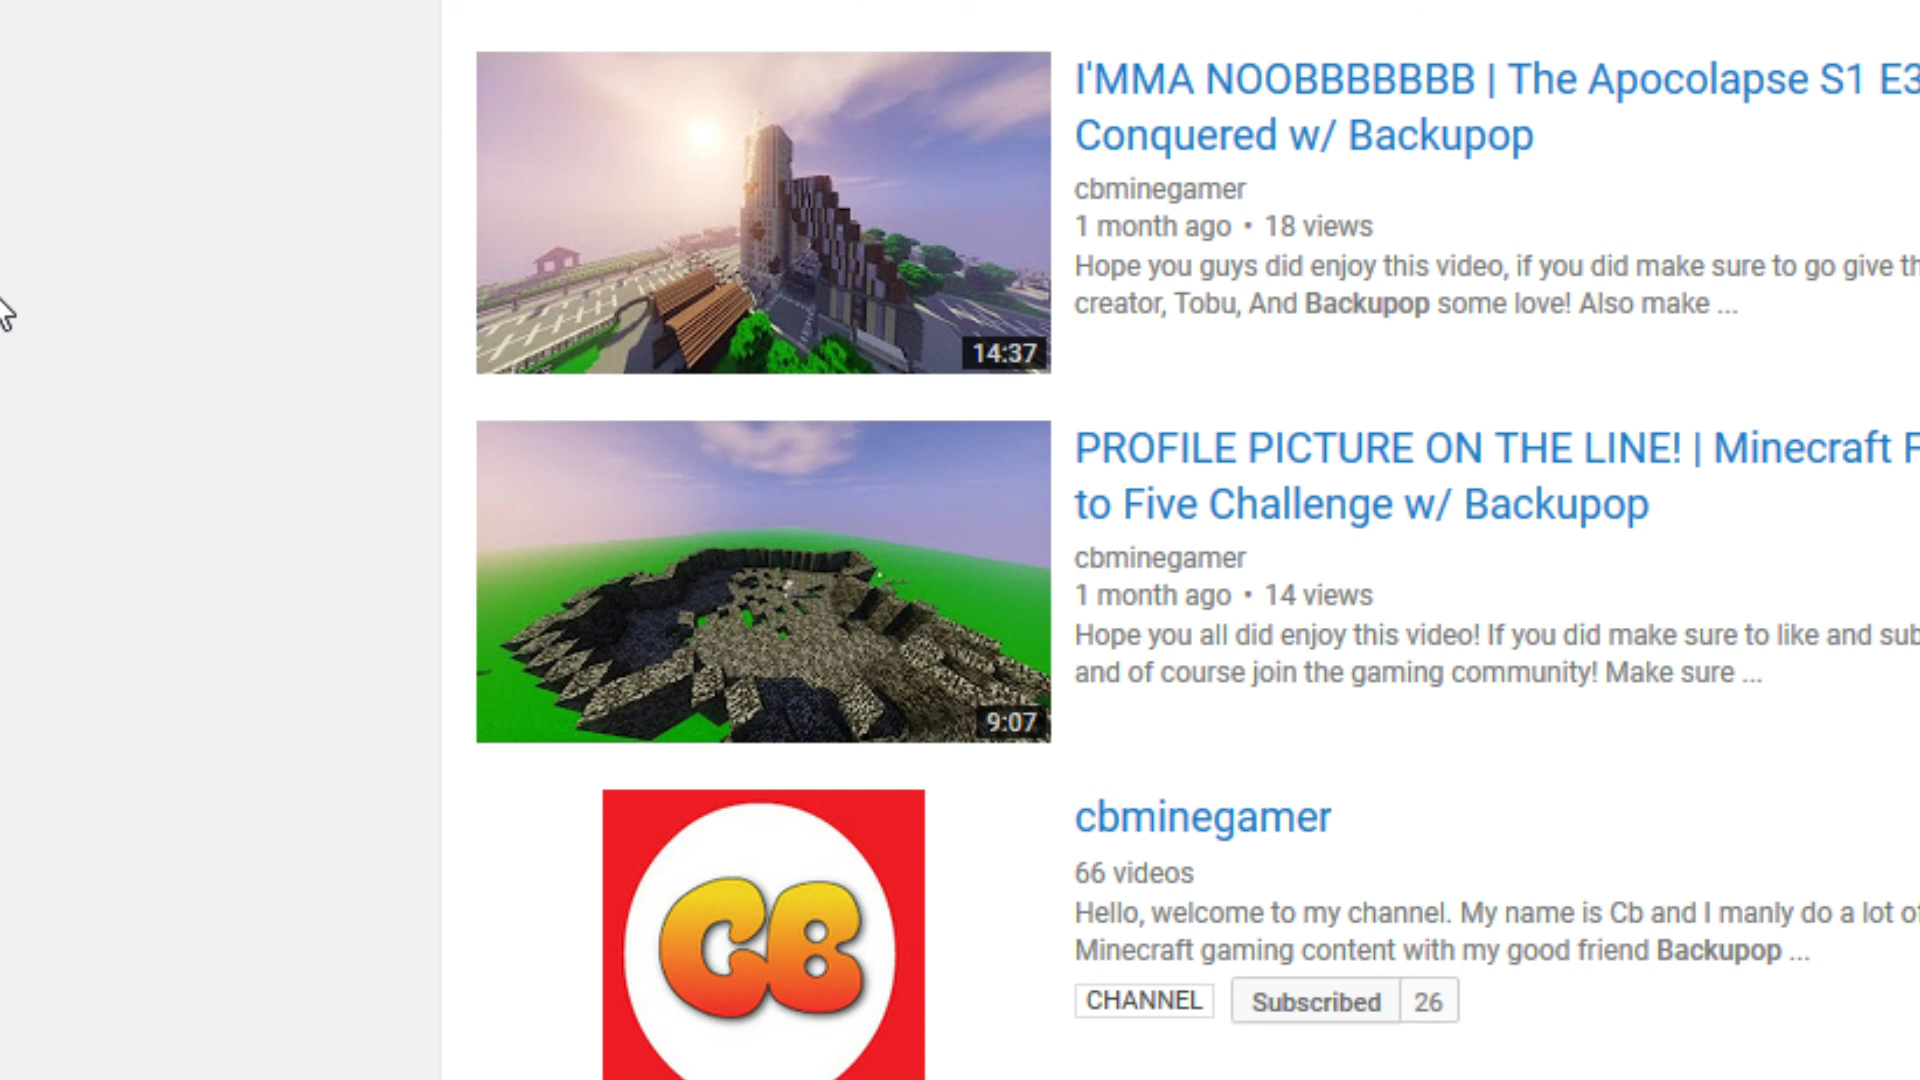 I'MMA NOOBBBBBBB | The Apocolapse S1 E3
Conquered w/ Backupop
cbminegamer
1 month ago • 18 views
Hope you guys did enjoy this video, if you did make sure to go give th
creator, Tobu, And Backupop some love! Also make ...
14:37
PROFILE PICTURE ON THE LINE! | Minecraft F
to Five Challenge w/ Backupop
cbminegamer
1 month ago • 14 views
Hope you all did enjoy this video! If you did make sure to like and sub
and of course join the gaming community! Make sure ...
9:07
cbminegamer
66 videos
Hello, welcome to my channel. My name is Cb and I manly do a lot of
Minecraft gaming content with my good friend Backupop ...
CHANNEL Subscribed 26
CB